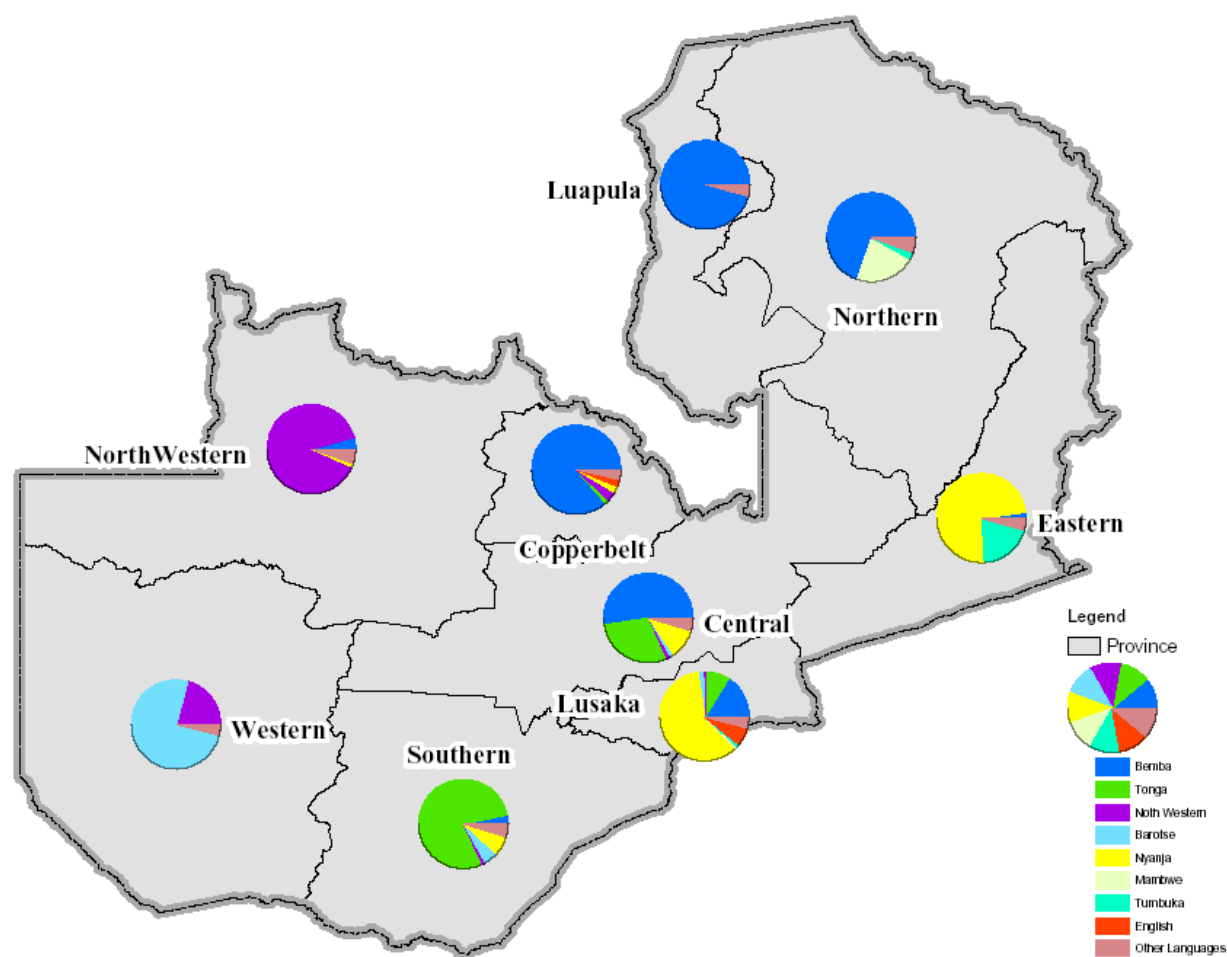 Luapula
Northern
NorthWestern
Copperbelt
Eastern
Central
Lusaka
Western
Southern
Legend
Province
Bemba
Tonga
Noth Western
Barotse
Nyanja
Mambwe
Tumbuka
English
Other Languages